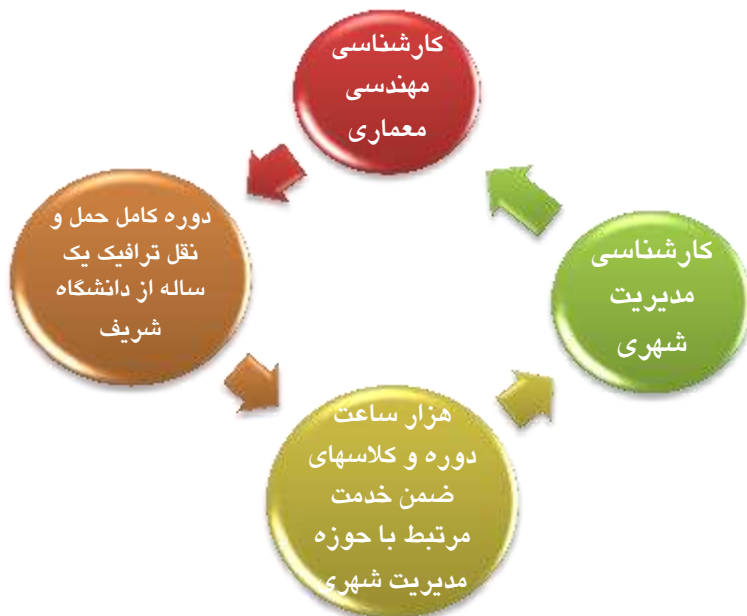 کارشناسی
مهندسی
معماری
دوره کامل حمل و
نقل ترافیک یک
ساله از دانشگاه
شریف
هزار ساعت
دوره و کلاسهای
ضمن خدمت
مرتبط با حوزه
مدیریت شهری
کارشناسی
مدیریت
شهری